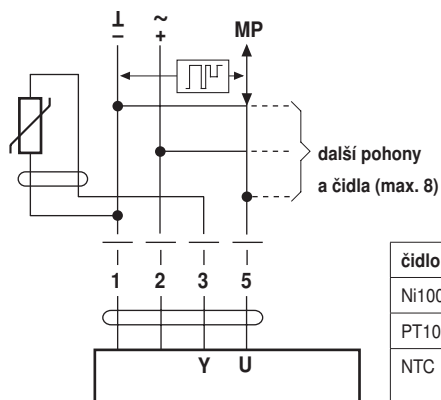 ⊥ ~
– + MP
další pohony
a čidla (max. 8)
1 2 3 5
Y U
čidlo
Ni100
PT10
NTC